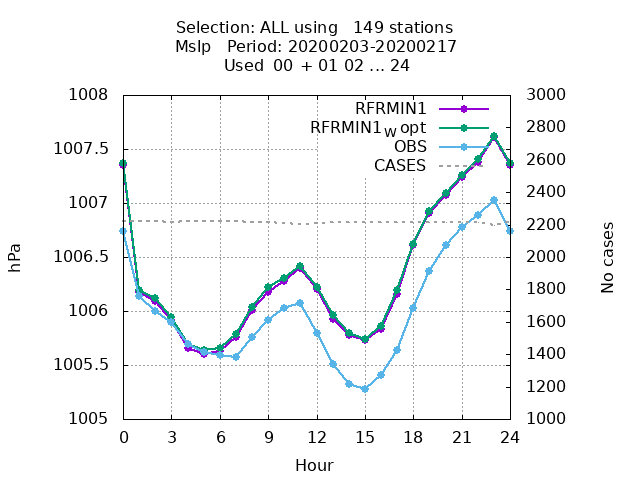 Selection: ALL using   149 stations
Mslp   Period: 20200203-20200217
Used  00 + 01 02 ... 24
1008
1007.5
1007
1006.5
1006
1005.5
1005
hPa
RFRMIN1
RFRMIN1w opt
OBS
CASES
3000
2800
2600
2400
2200
2000
1800
1600
1400
1200
1000
No cases
0 3 6 9 12 15 18 21 24
Hour